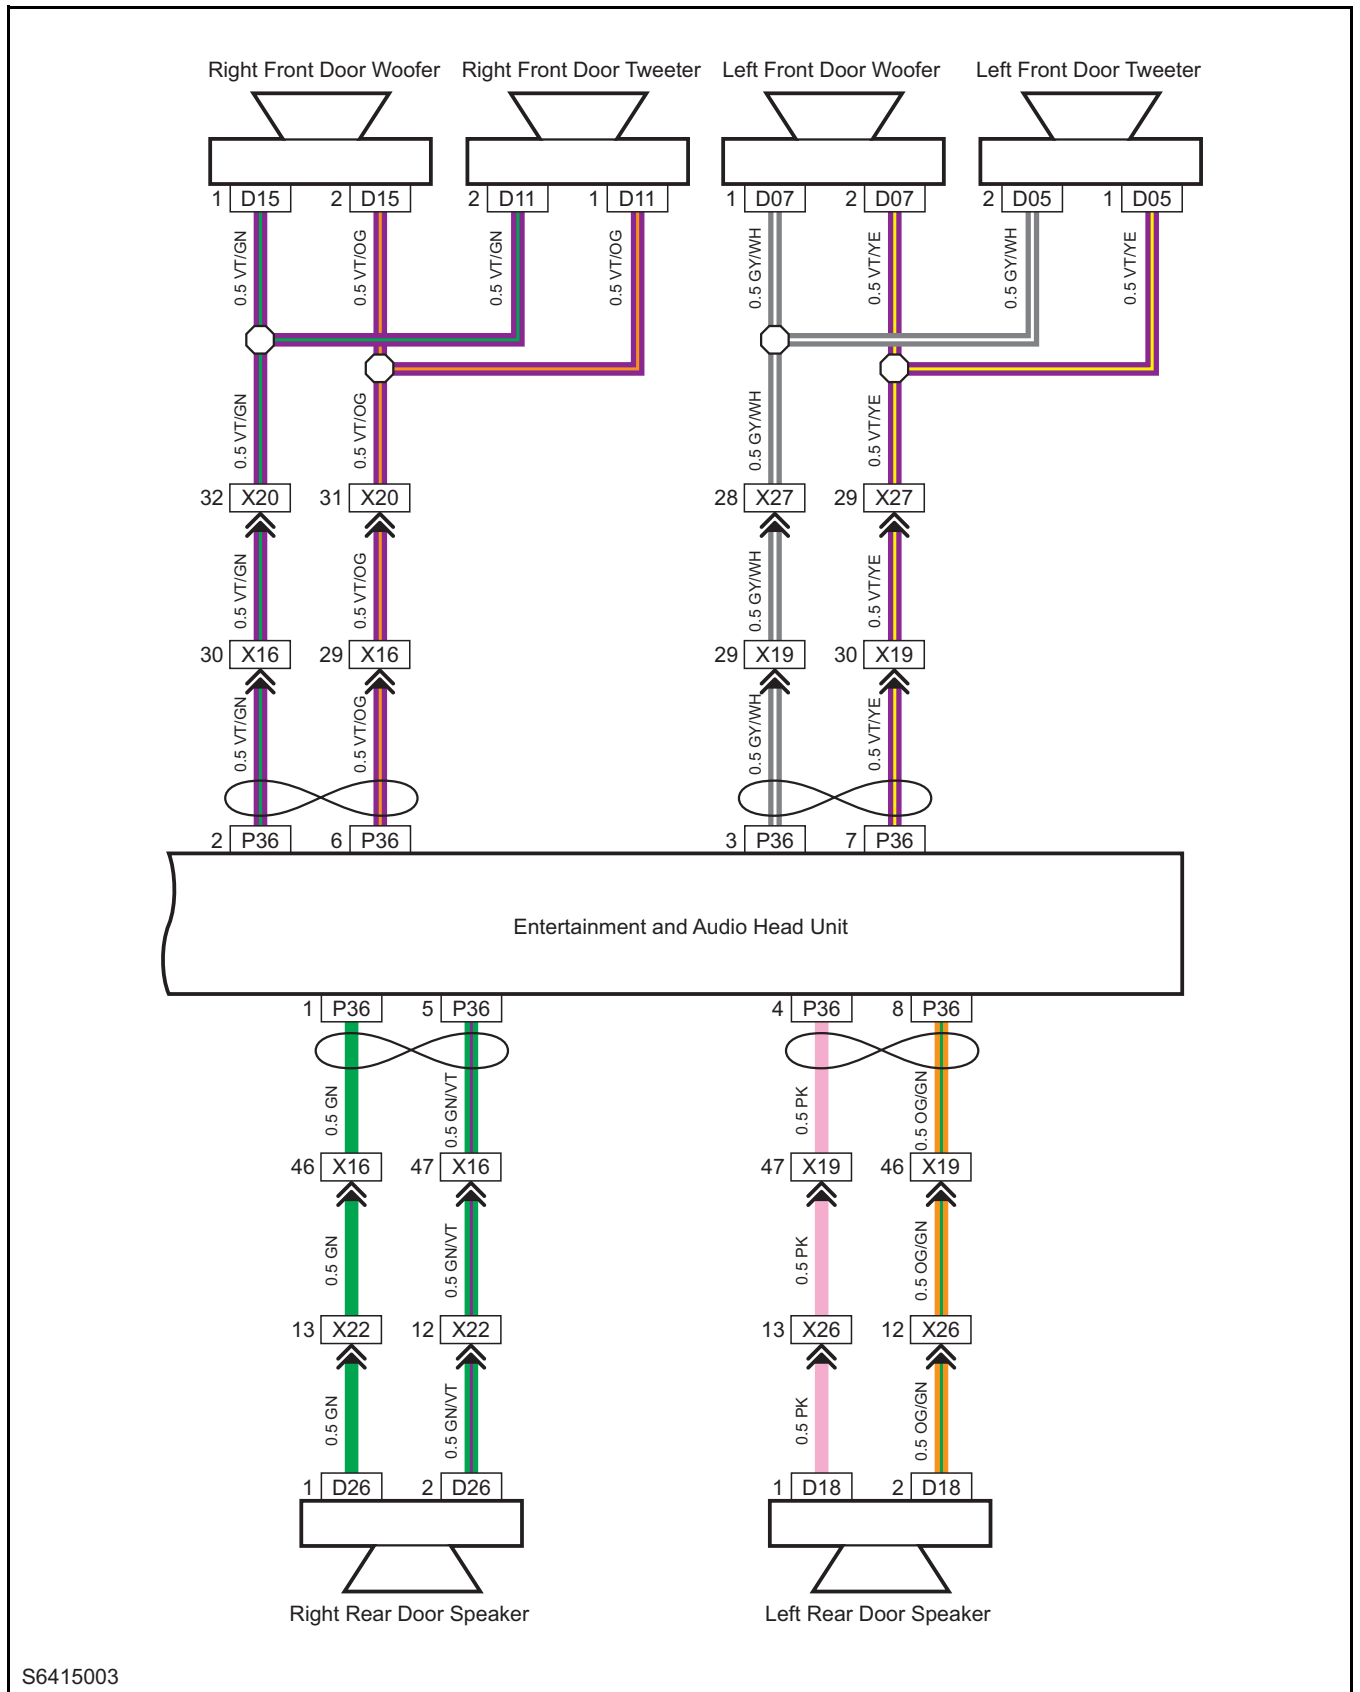 Right Front Door Woofer Right Front Door Tweeter Left Front Door Woofer Left Front Door Tweeter
1 D15 2 D15 2 D11 1 D11 1 D07 2 D07 2 D05 1 D05
0.5 VT/GN 0.5 VT/OG 0.5 VT/GN 0.5 VT/OG 0.5 GY/WH 0.5 VT/YE 0.5 GY/WH 0.5 VT/YE
0.5 VT/GN 0.5 VT/OG 0.5 GY/WH 0.5 VT/YE
32 X20 31 X20 28 X27 29 X27
0.5 VT/GN 0.5 VT/OG 0.5 GY/WH 0.5 VT/YE
30 X16 29 X16 29 X19 30 X19
0.5 VT/GN 0.5 VT/OG 0.5 GY/WH 0.5 VT/YE
2 P36 6 P36 3 P36 7 P36
Entertainment and Audio Head Unit
1 P36 5 P36 4 P36 8 P36
0.5 GN 0.5 GN/VT 0.5 PK 0.5 OG/GN
46 X16 47 X16 47 X19 46 X19
0.5 GN 0.5 GN/VT 0.5 PK 0.5 OG/GN
13 X22 12 X22 13 X26 12 X26
0.5 GN 0.5 GN/VT 0.5 PK 0.5 OG/GN
1 D26 2 D26 1 D18 2 D18
Right Rear Door Speaker Left Rear Door Speaker
S6415003